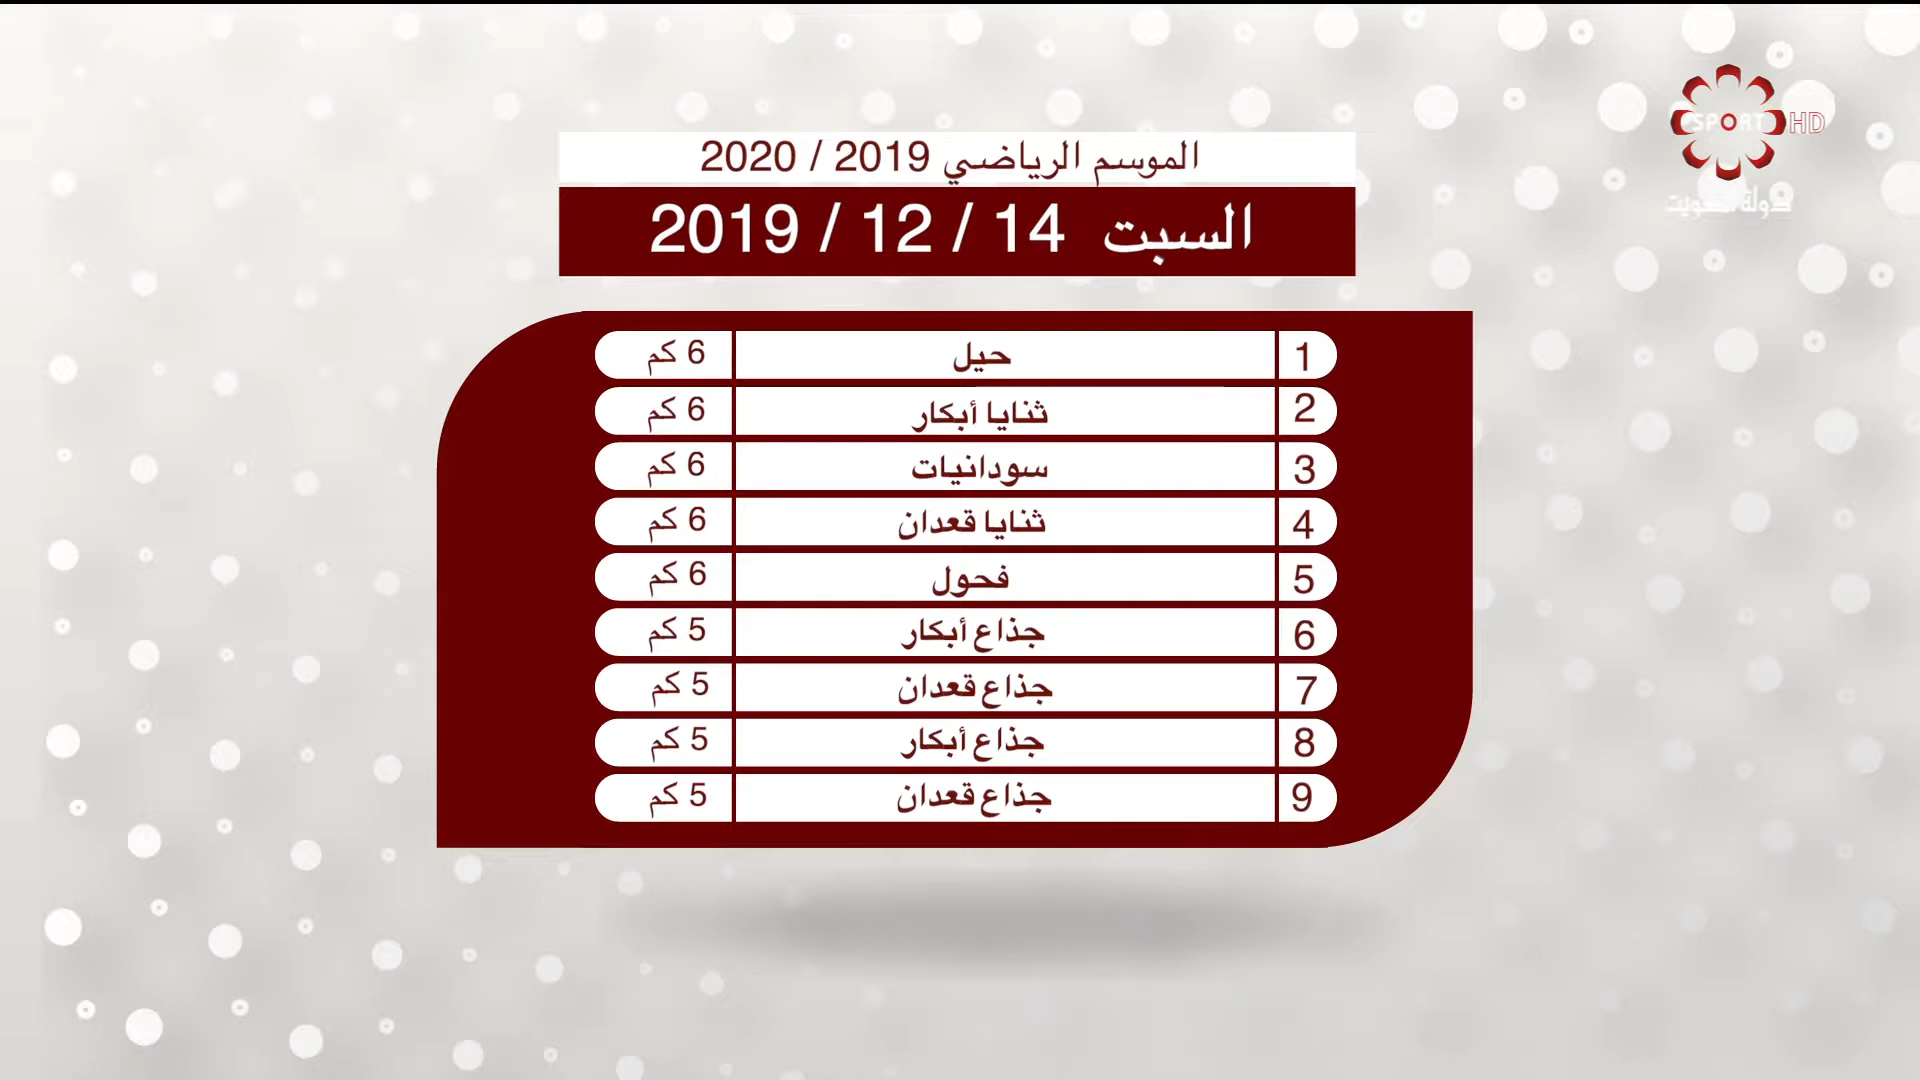 الموسم الرياضي 2019 / 2020
السبت 14 / 12 / 2019
1 حيل 6 كم
2 ثنايا أبكار 6 كم
3 سودانيات 6 كم
4 ثنايا قعدان 6 كم
5 فحول 6 كم
6 جذاع أبكار 5 كم
7 جذاع قعدان 5 كم
8 جذاع أبكار 5 كم
9 جذاع قعدان 5 كم
SPORT HD
دولة الكويت